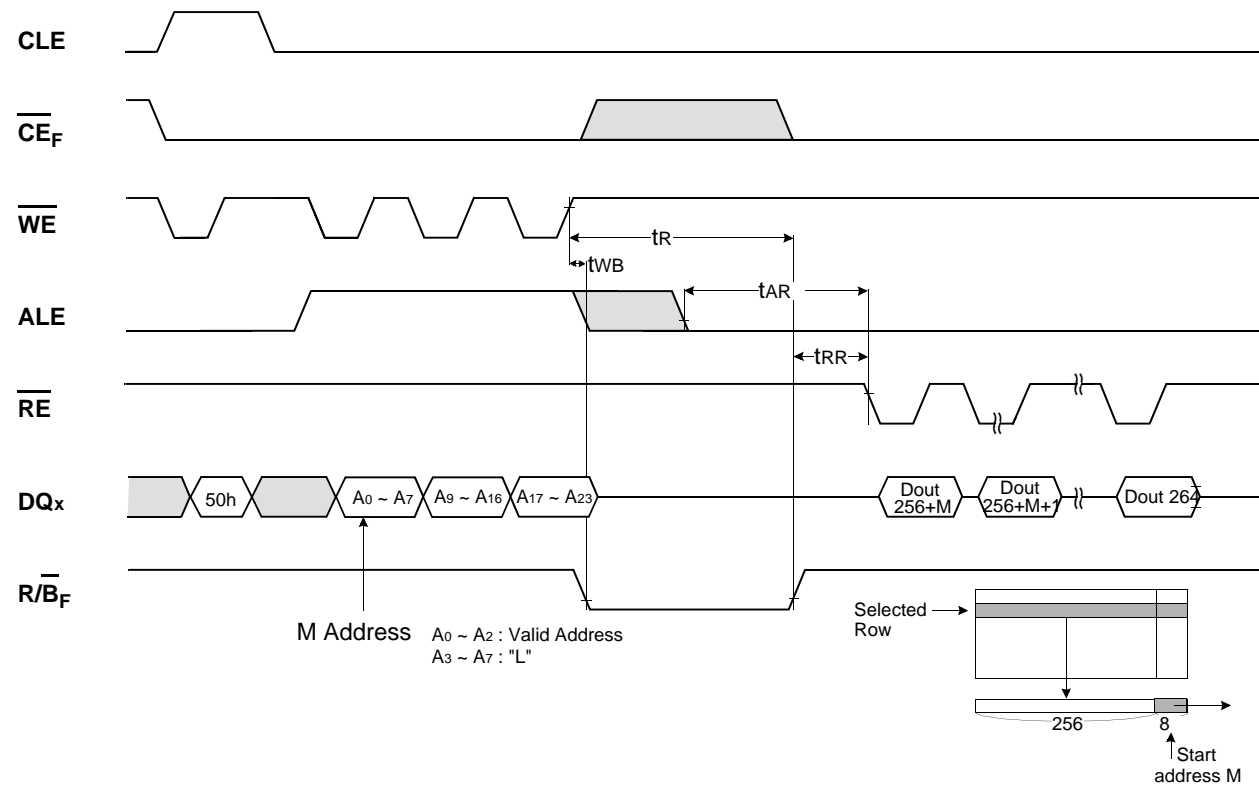 CLE
CEF
WE
tR
tWB
tAR
ALE
tRR
RE
DQx
50h
A0 ~ A7
A9 ~ A16
A17 ~ A23
Dout
256+M
Dout
256+M+1
Dout 264
R/BF
M Address
A0 ~ A2 : Valid Address
A3 ~ A7 : "L"
Selected
Row
256
8
Start
address M